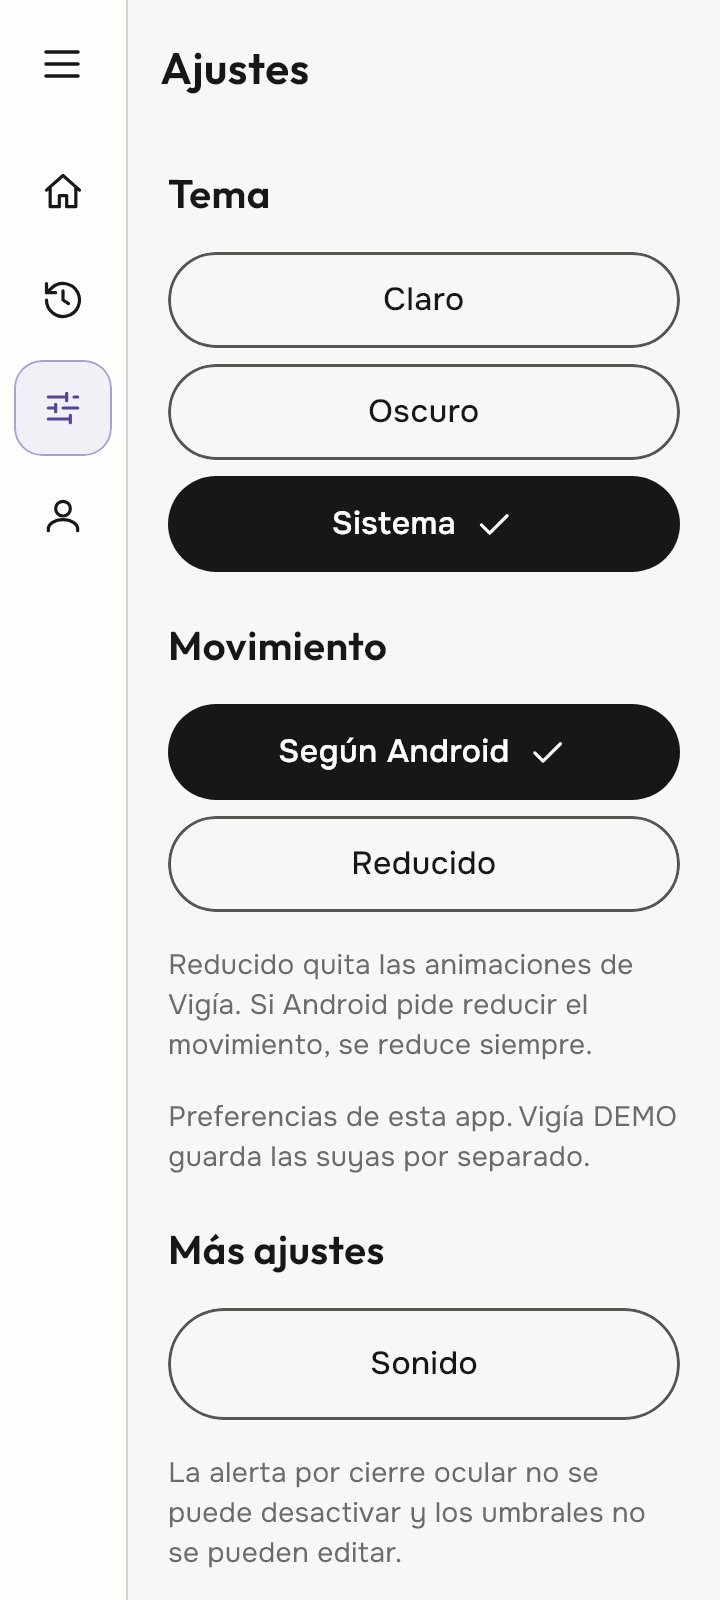 Ajustes
Tema
Claro
Oscuro
Sistema
Movimiento
Según Android
Reducido
Reducido quita las animaciones de
Vigía. Si Android pide reducir el
movimiento, se reduce siempre.
Preferencias de esta app. Vigía DEMO
guarda las suyas por separado.
Más ajustes
Sonido
La alerta por cierre ocular no se
puede desactivar y los umbrales no
se pueden editar.